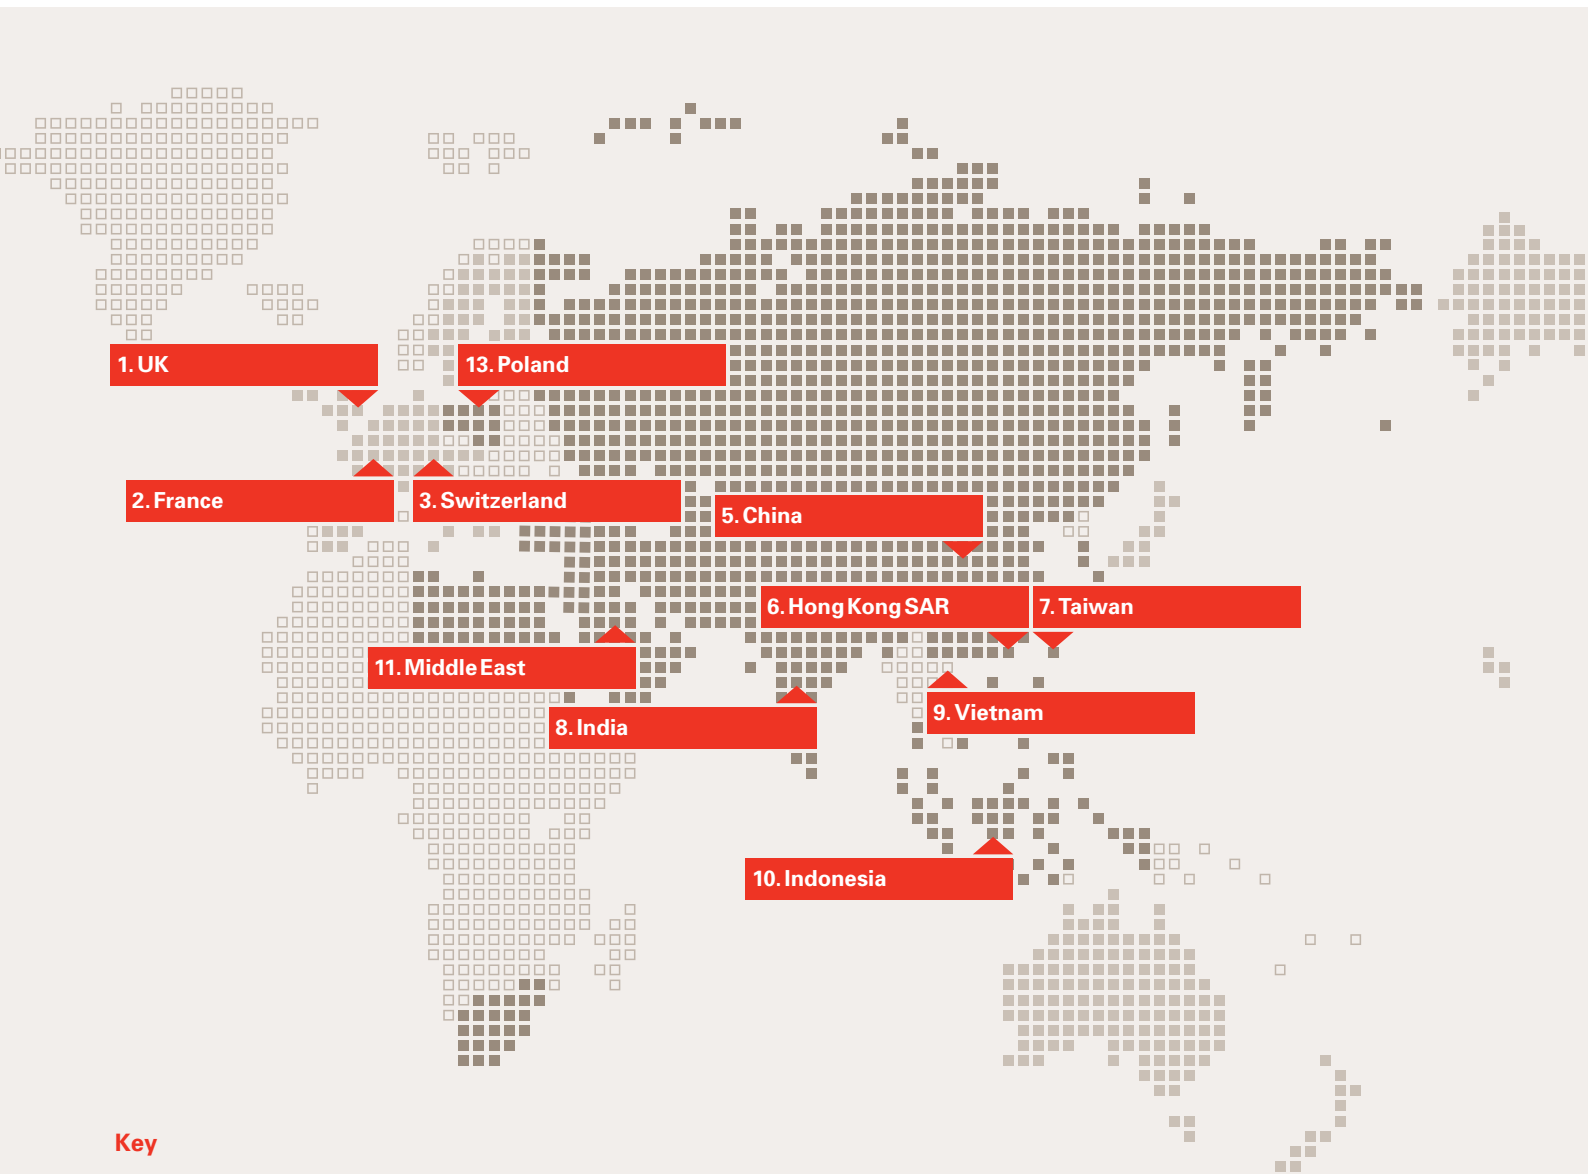 1. UK
13. Poland
2. France
3. Switzerland
5. China
6. Hong Kong SAR
7. Taiwan
11. Middle East
9. Vietnam
8. India
10. Indonesia
Key